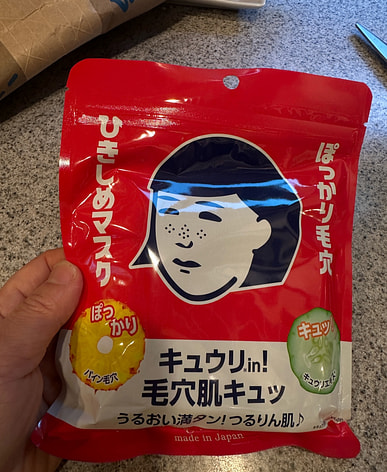 ぽっかり毛穴
ひきしめマスク
ぽっ
かり
パイン毛穴
キュッ
キュウリin!
毛穴肌キュッ
うるおい満タン!つるりん肌♪
made in Japan